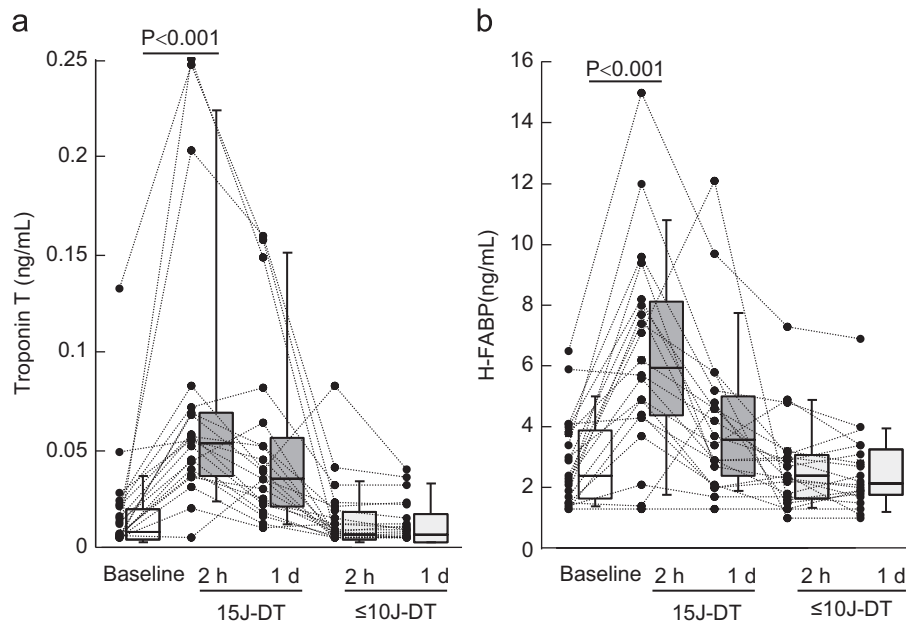 a
P<0.001
Troponin T (ng/mL)
0.25
0.2
0.15
0.1
0.05
0
Baseline 2 h 1 d 2 h 1 d
15J-DT ≤10J-DT
b
P<0.001
H-FABP(ng/mL)
16
14
12
10
8
6
4
2
0
Baseline 2 h 1 d 2 h 1 d
15J-DT ≤10J-DT